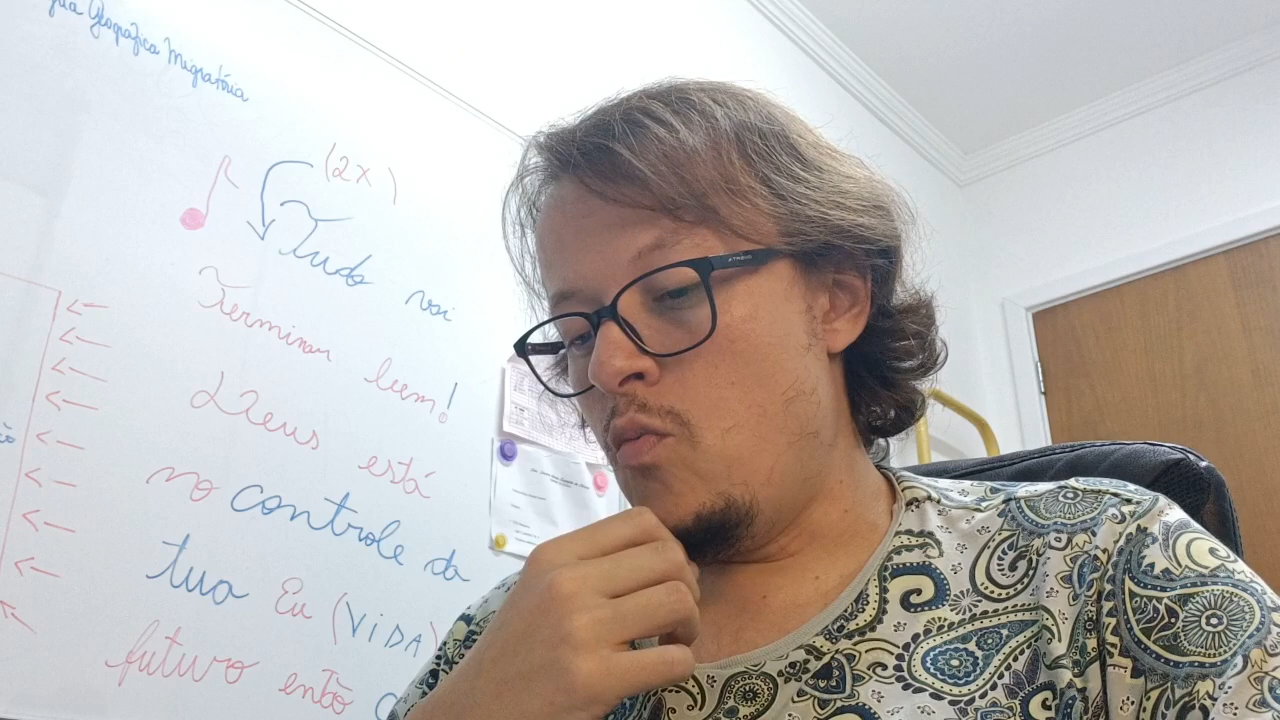 Geográfica Migratória
(2x)
Tudo vai
Terminar bem!
Deus está
no controle da
tua Eu (ViDA)
futuro então